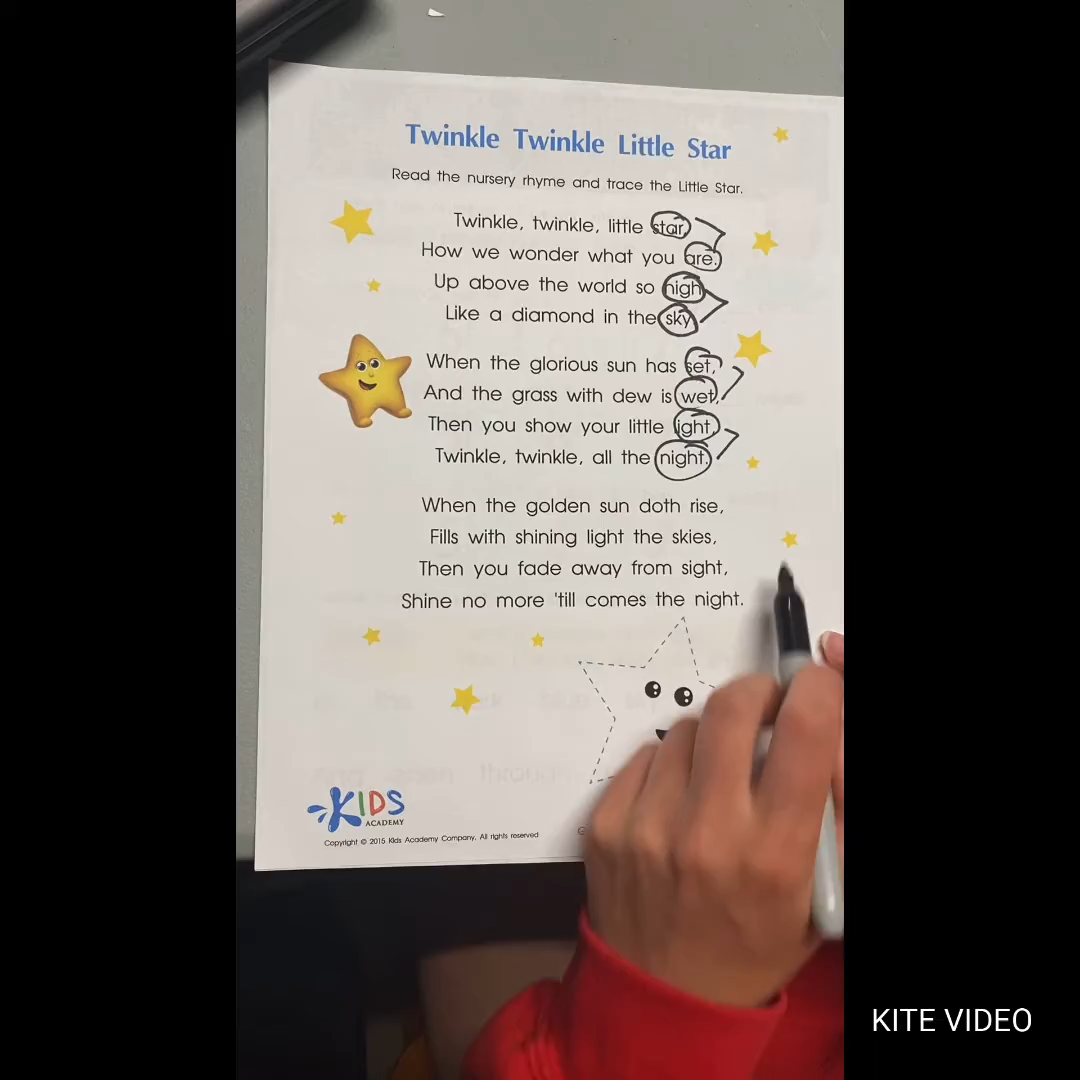 Twinkle Twinkle Little Star
Read the nursery rhyme and trace the Little Star.
Twinkle, twinkle, little star,
How we wonder what you are.
Up above the world so high
Like a diamond in the sky
When the glorious sun has set,
And the grass with dew is wet,
Then you show your little light,
Twinkle, twinkle, all the night.
When the golden sun doth rise,
Fills with shining light the skies,
Then you fade away from sight,
Shine no more 'till comes the night.
KIDS
ACADEMY
Copyright © 2015 Kids Academy Company. All rights reserved
KITE VIDEO